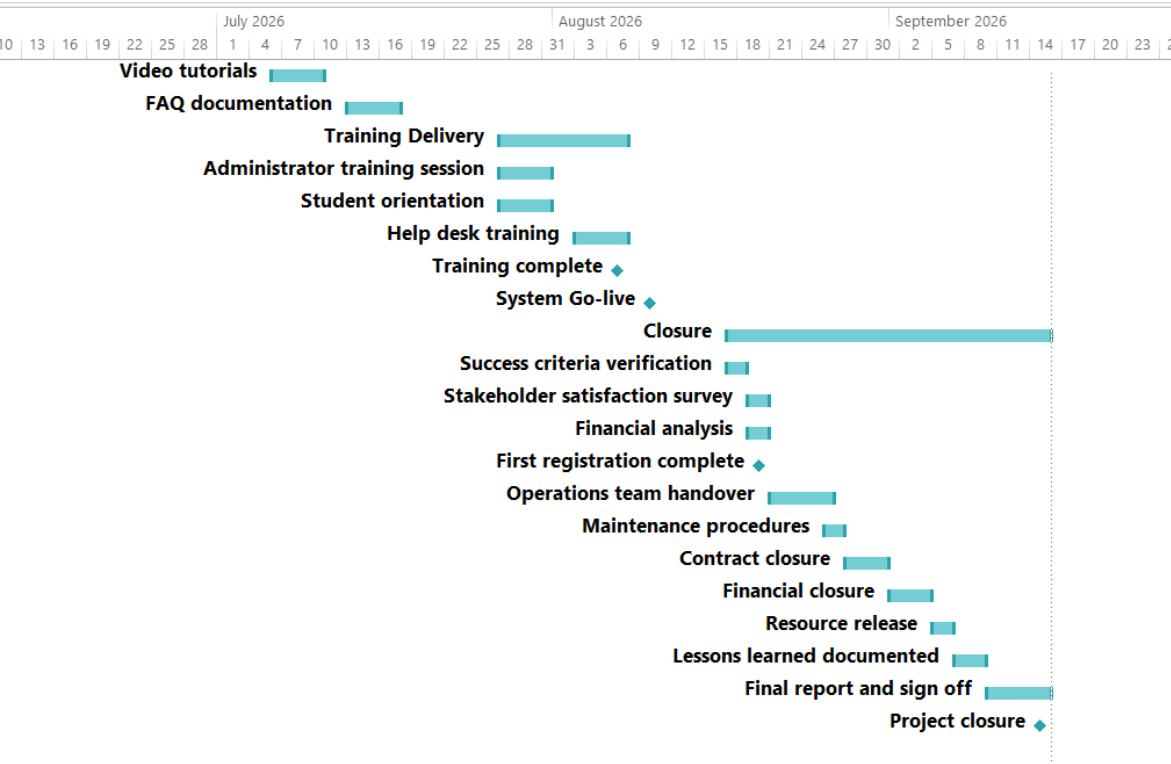 July 2026 August 2026 September 2026
10 13 16 19 22 25 28 1 4 7 10 13 16 19 22 25 28 31 3 6 9 12 15 18 21 24 27 30 2 5 8 11 14 17 20 23
Video tutorials
FAQ documentation
Training Delivery
Administrator training session
Student orientation
Help desk training
Training complete
System Go-live
Closure
Success criteria verification
Stakeholder satisfaction survey
Financial analysis
First registration complete
Operations team handover
Maintenance procedures
Contract closure
Financial closure
Resource release
Lessons learned documented
Final report and sign off
Project closure